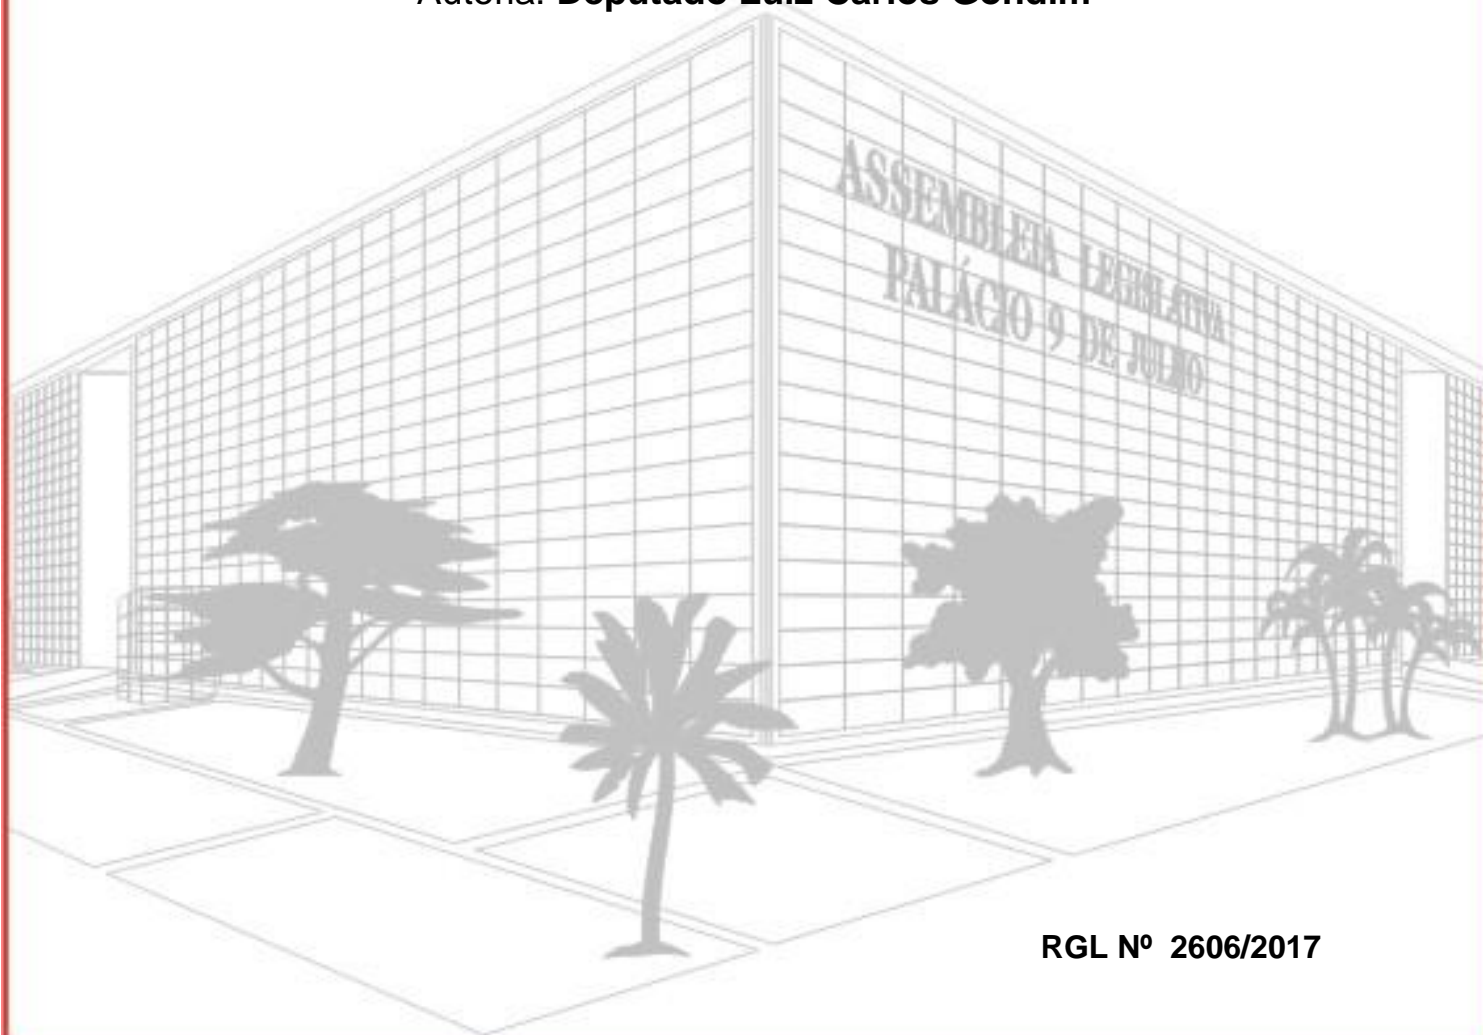 Autoria: Deputado Luiz Carlos Gondim
ASSEMBLEIA LEGISLATIVA
PALÁCIO 9 DE JULHO
RGL Nº 2606/2017